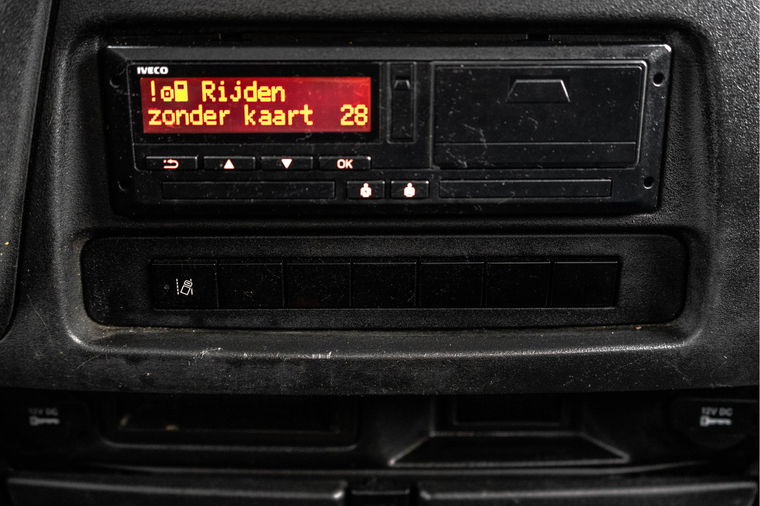 IVECO
! Rijden
zonder kaart 28
OK
12V DC
12V DC